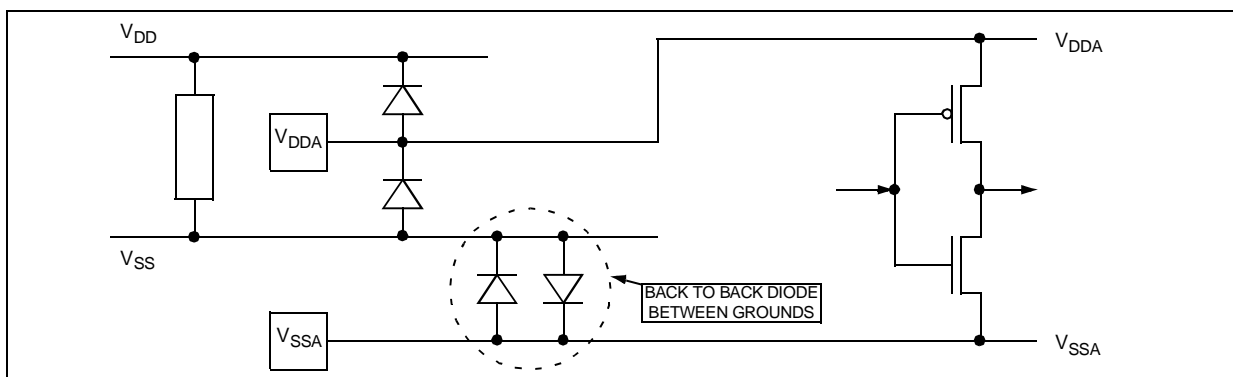 VDD
VDDA
VDDA
VSS
BACK TO BACK DIODE
BETWEEN GROUNDS
VSSA
VSSA